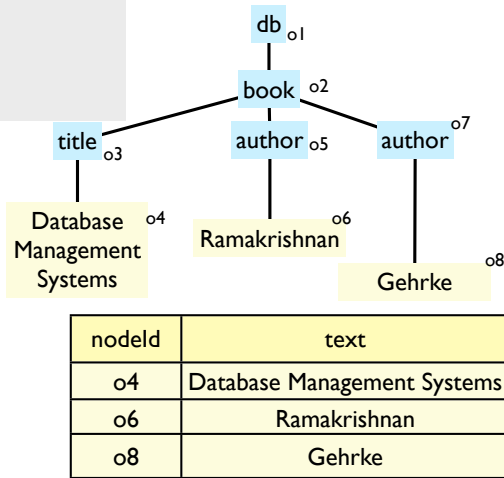 db
o1
book o2
o7
title author o5 author
o3
Database o4
Management
Systems
o6
Ramakrishnan
o8
Gehrke
nodeId text
o4 Database Management Systems
o6 Ramakrishnan
o8 Gehrke